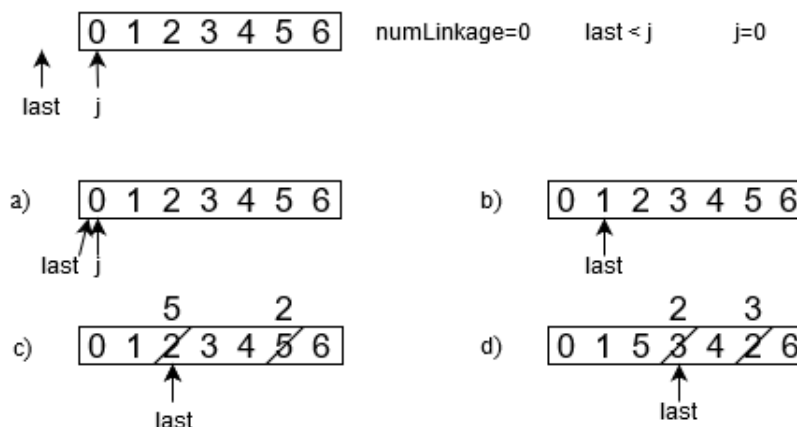 0 1 2 3 4 5 6 numLinkage=0 last < j j=0
last j
a) 0 1 2 3 4 5 6 b) 0 1 2 3 4 5 6
last j last
5 2 2 3
c) 0 1 2 3 4 5 6 d) 0 1 5 3 4 2 6
last last